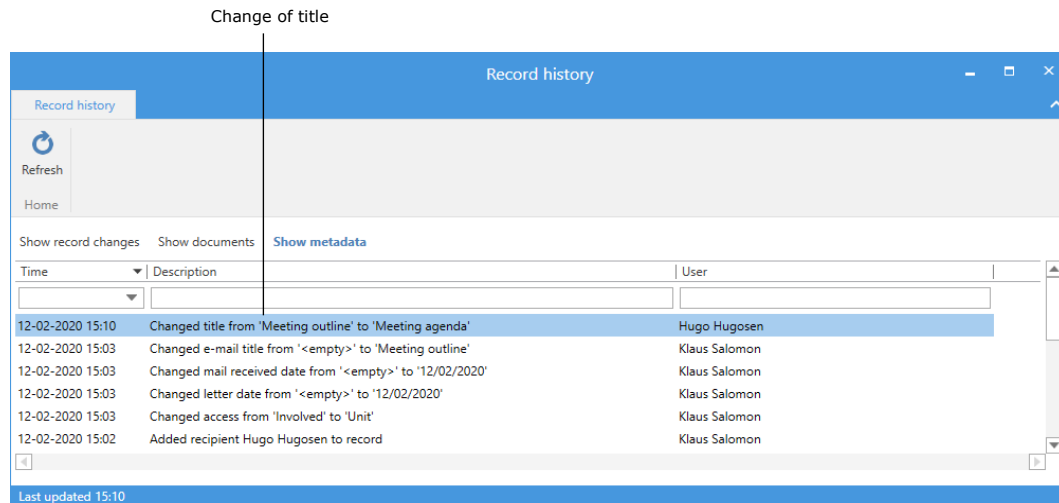 Change of title
Record history
Record history
Refresh
Home
Show record changes Show documents Show metadata
Time Description User
12-02-2020 15:10 Changed title from 'Meeting outline' to 'Meeting agenda' Hugo Hugosen
12-02-2020 15:03 Changed e-mail title from '<empty>' to 'Meeting outline' Klaus Salomon
12-02-2020 15:03 Changed mail received date from '<empty>' to '12/02/2020' Klaus Salomon
12-02-2020 15:03 Changed letter date from '<empty>' to '12/02/2020' Klaus Salomon
12-02-2020 15:03 Changed access from 'Involved' to 'Unit' Klaus Salomon
12-02-2020 15:02 Added recipient Hugo Hugosen to record Klaus Salomon
Last updated 15:10